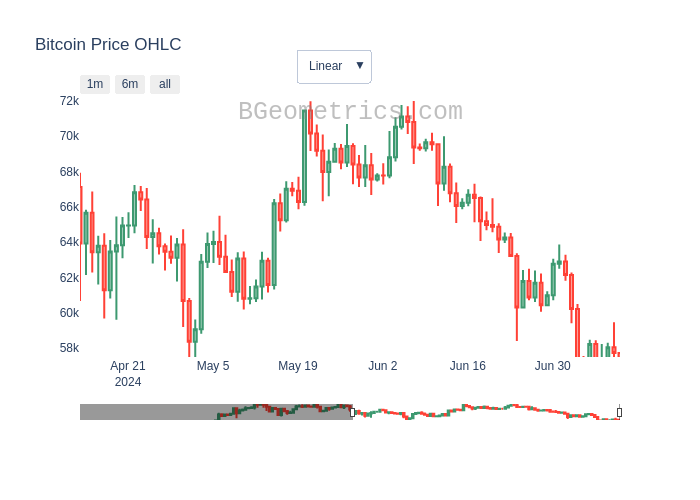 Bitcoin Price OHLC
Linear ▼
1m 6m all
BGeometrics.com
72k
70k
68k
66k
64k
62k
60k
58k
Apr 21 May 5 May 19 Jun 2 Jun 16 Jun 30
2024